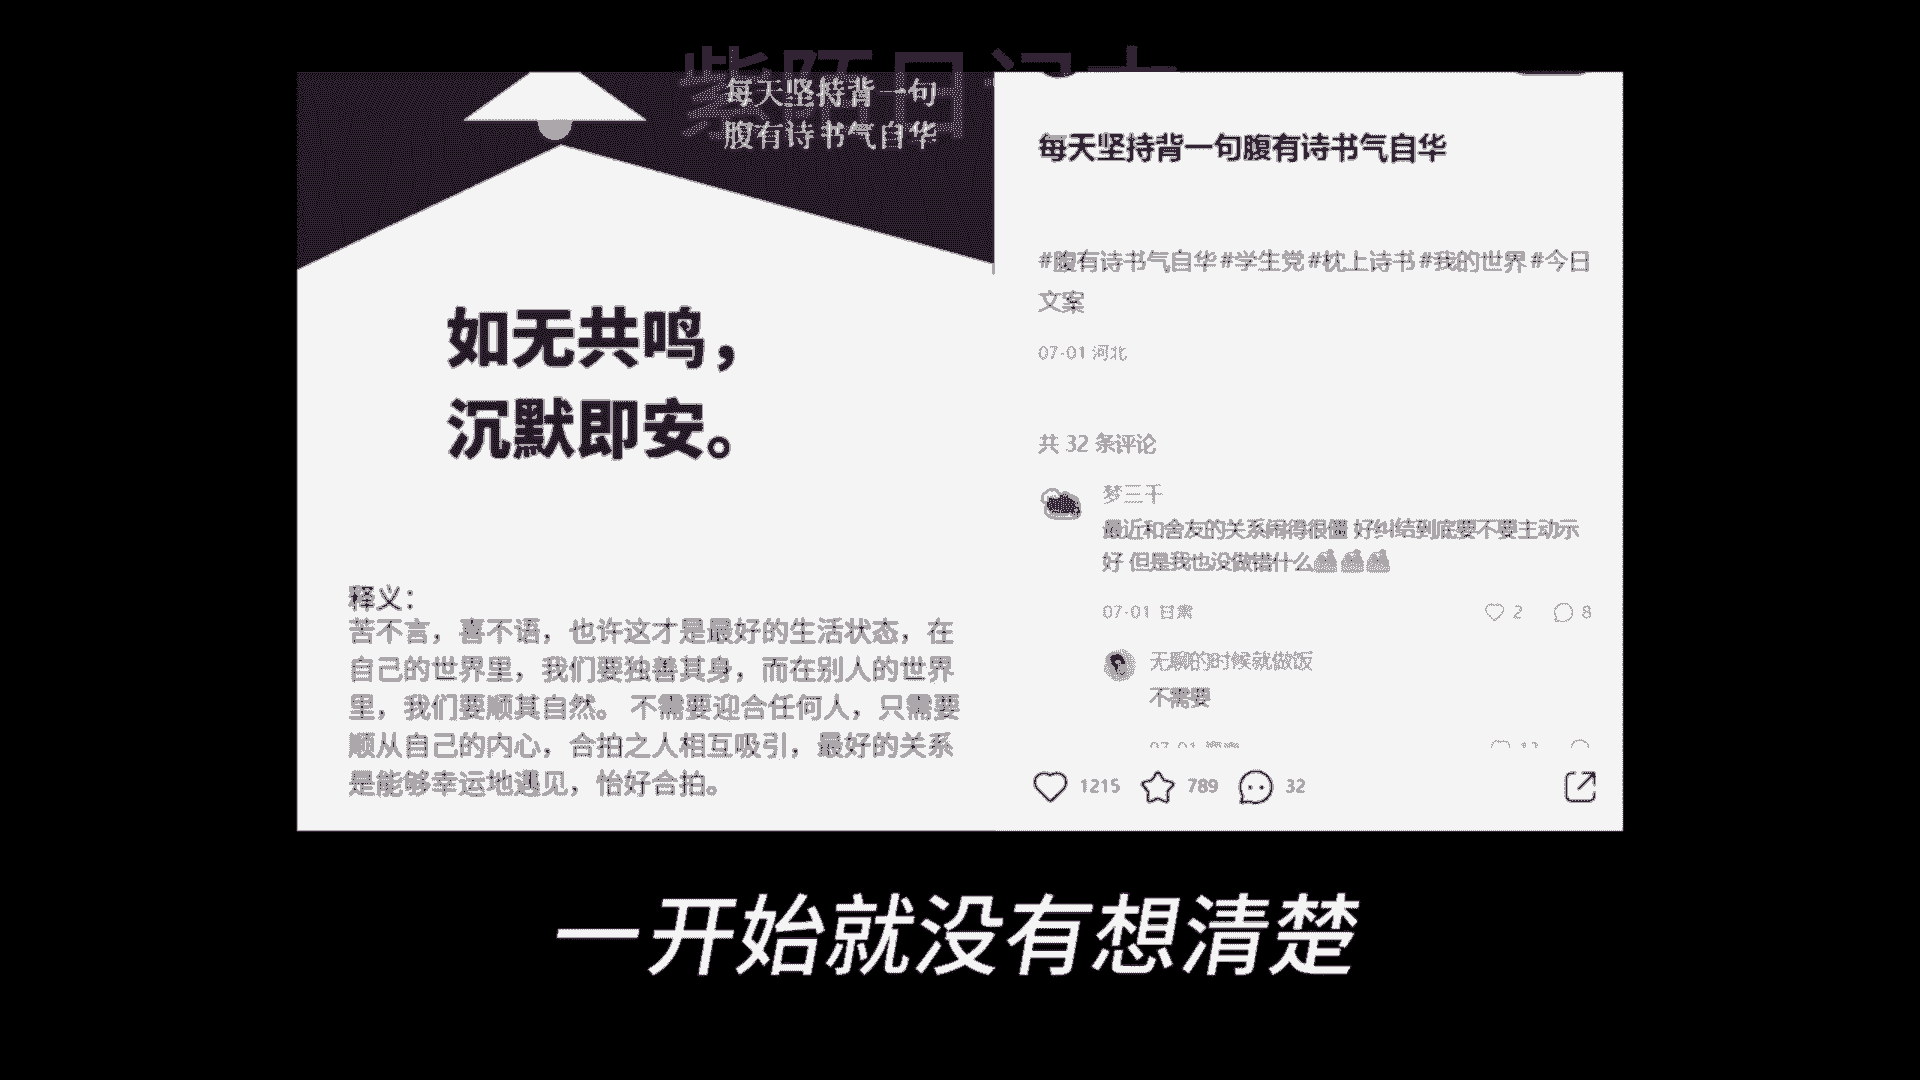 紫陌日记本
每天坚持背一句
腹有诗书气自华
如无共鸣，
沉默即安。
释义：
苦不言，喜不语，也许这才是最好的生活状态，在
自己的世界里，我们要独善其身，而在别人的世界
里，我们要顺其自然。 不需要迎合任何人，只需要
顺从自己的内心，合拍之人相互吸引，最好的关系
是能够幸运地遇见，恰好合拍。
每天坚持背一句腹有诗书气自华
#腹有诗书气自华 #学生党 #枕上诗书 #我的世界 #今日
文案
07-01 河北
共 32 条评论
梦三千
最近和舍友的关系闹得很僵 好纠结到底要不要主动示
好 但是我也没做错什么
07-01 甘肃
2
8
无聊的时候就做饭
不需要
1215
789
32
一开始就没有想清楚